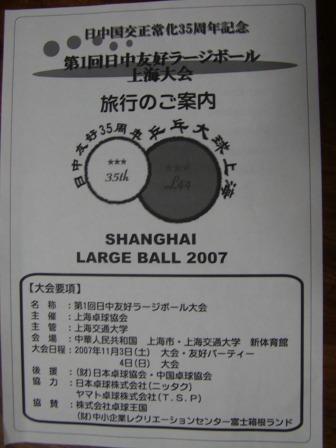 日中国交正常化35周年記念
第1回日中友好ラージボール
上海大会
旅行のご案内
日中友好35周年乒乓大球上海
★★★
35th
★★★
L44
SHANGHAI
LARGE BALL 2007
【大会要項】
名 称 ：第1回日中友好ラージボール大会
主 催 ：上海卓球協会
主 管 ：上海交通大学
会 場 ：中華人民共和国 上海市・上海交通大学 新体育館
大会日程：2007年11月3日(土) 大会・友好パーティー
4日(日) 大会
後 援 ：(財)日本卓球協会・中国卓球協会
協 力 ：日本卓球株式会社(ニッタク)
ヤマト卓球株式会社(T.S.P)
協 賛 ：株式会社卓球王国
(財)中小企業レクリエーションセンター富士箱根ランド